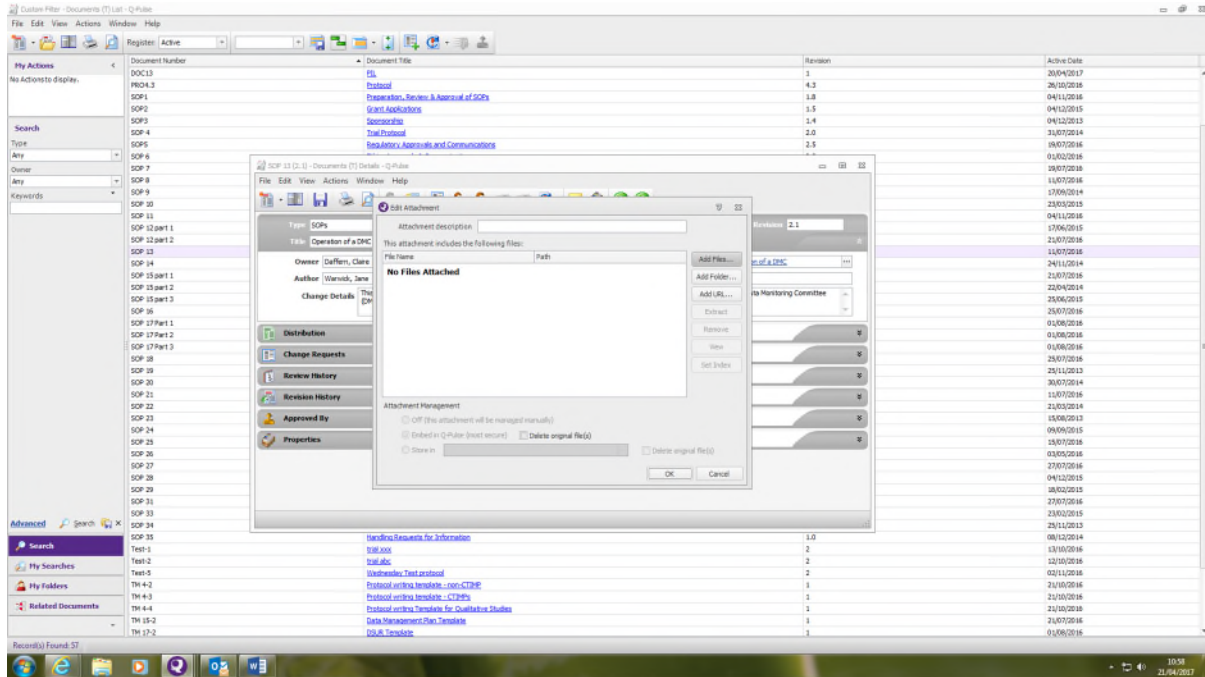 Custom Filter - Documents (T) List - Q-Pulse
File Edit View Actions Window Help
Register: Active
My Actions
No Actions to display.
Search
Type
Any
Owner
Any
Keywords
Advanced Search
Search
My Searches
My Folders
Related Documents
Record(s) Found: 57
Document Number Document Title Revision Active Date
DOC13 PIL 1 20/04/2017
PRO4.3 Protocol 4.3 26/10/2016
SOP1 Preparation, Review & Approval of SOPs 1.8 04/11/2016
SOP2 Grant Applications 1.5 04/12/2015
SOP3 Sponsorship 1.4 04/12/2013
SOP 4 Trial Protocol 2.0 31/07/2014
SOP5 Regulatory Approvals and Communications 2.5 19/07/2016
SOP 6 01/02/2016
SOP 7 19/07/2016
SOP 8 11/07/2016
SOP 9 17/09/2014
SOP 10 23/03/2015
SOP 11 04/11/2016
SOP 12 part 1 17/06/2015
SOP 12 part 2 21/07/2016
SOP 13 11/07/2016
SOP 14 24/11/2014
SOP 15 part 1 21/07/2016
SOP 15 part 2 22/04/2014
SOP 15 part 3 25/06/2015
SOP 16 25/07/2016
SOP 17 Part 1 01/08/2016
SOP 17 Part 2 01/08/2016
SOP 17 Part 3 01/08/2016
SOP 18 25/07/2016
SOP 19 25/11/2013
SOP 20 30/07/2014
SOP 21 11/07/2016
SOP 22 21/03/2014
SOP 23 15/08/2013
SOP 24 09/09/2015
SOP 25 15/07/2016
SOP 26 03/05/2016
SOP 27 27/07/2016
SOP 28 04/12/2015
SOP 29 18/02/2015
SOP 31 27/07/2016
SOP 33 23/02/2015
SOP 34 25/11/2013
SOP 35 Handling Requests for Information 1.0 08/12/2014
Test-1 trial xxx 2 13/10/2016
Test-2 trial abc 2 12/10/2016
Test-5 Wednesday Test protocol 2 02/11/2016
TM 4-2 Protocol writing template - non-CTIMP 1 21/10/2016
TM 4-3 Protocol writing template - CTIMPs 1 21/10/2016
TM 4-4 Protocol writing Template for Qualitative Studies 1 21/10/2016
TM 15-2 Data Management Plan Template 1 21/07/2016
TM 17-2 DSUR Template 1 01/08/2016
SOP 13 (2.1) - Documents (T) Details - Q-Pulse
File Edit View Actions Window Help
Type SOPs Revision 2.1
Title Operation of a DMC
Owner Daffern, Clare on of a DMC
Author Warwick, Jane
Change Details This ata Monitoring Committee
(DM
Distribution
Change Requests
Review History
Revision History
Approved By
Properties
Edit Attachment
Attachment description
This attachment includes the following files:
File Name Path
No Files Attached
Add Files...
Add Folder...
Add URL...
Extract
Remove
View
Set Index
Attachment Management
Off (this attachment will be managed manually)
Embed in Q-Pulse (most secure) Delete original file(s)
Store in Delete original file(s)
OK Cancel
10:58
21/04/2017